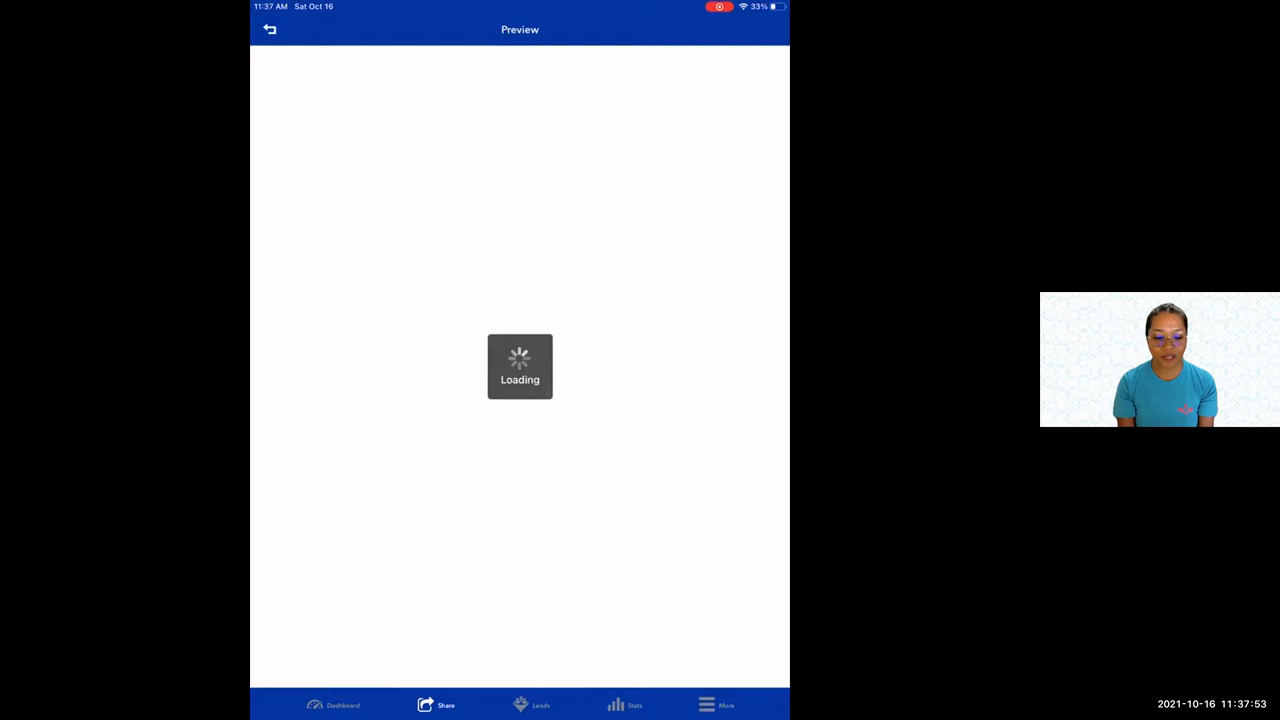 11:37 AM Sat Oct 16
33%
Preview
Loading
Dashboard
Share
Leads
Stats
More
2021-10-16 11:37:53